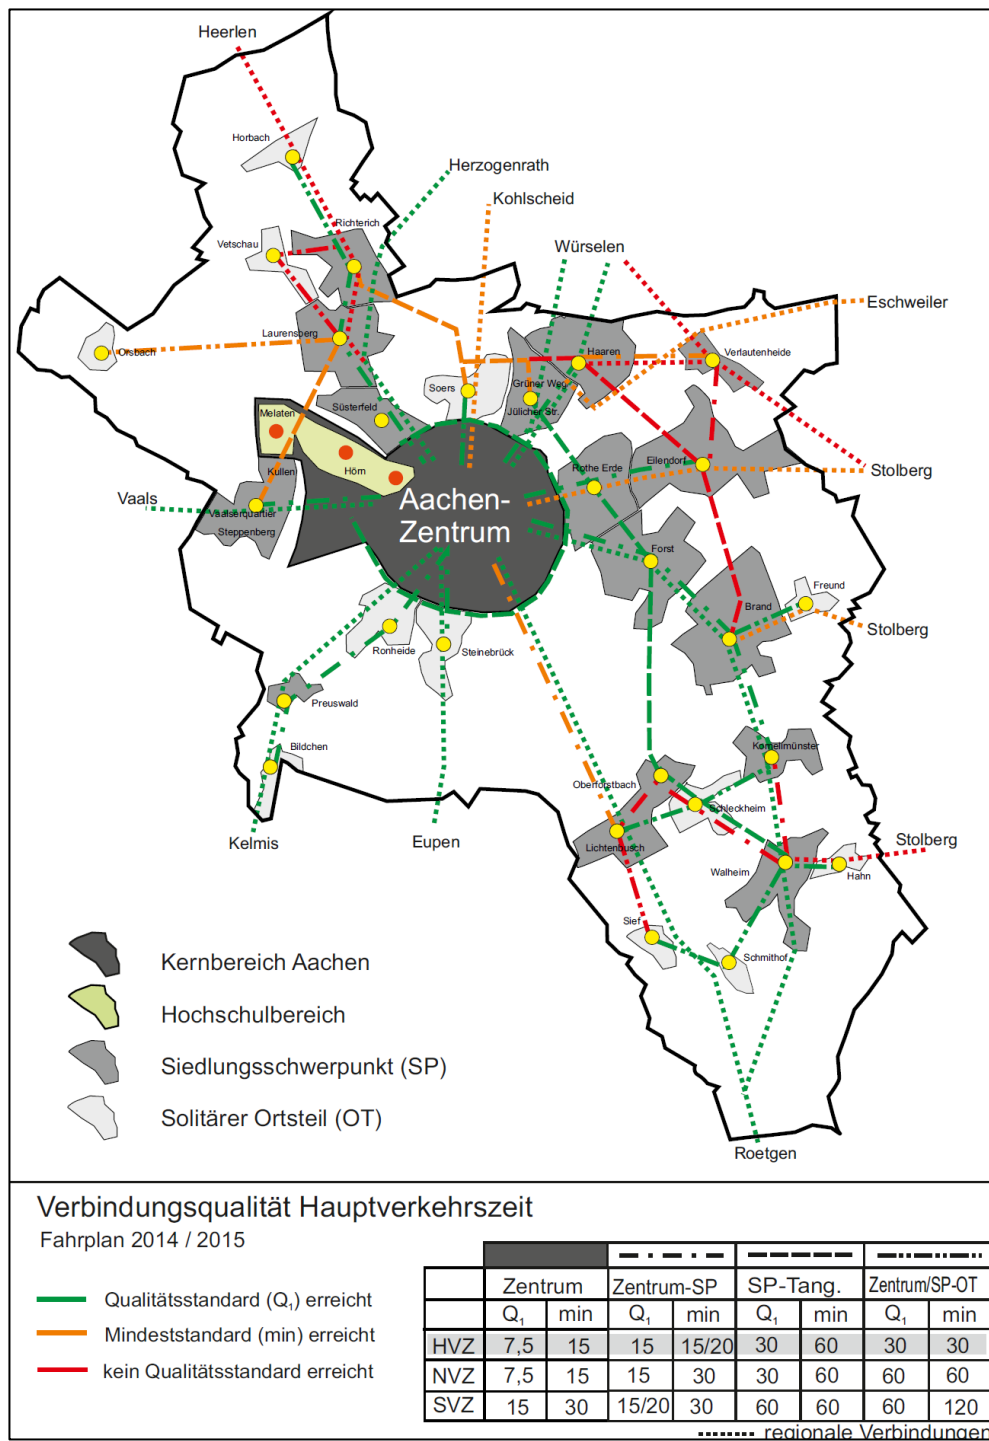 Heerlen
Horbach
Herzogenrath
Kohlscheid
Richterich
Vetschau
Würselen
Eschweiler
Laurensberg
Orsbach
Haaren
Verlautenheide
Soers
Grüner Weg
Jülicher Str.
Süsterfeld
Melaten
Hörn
Kullen
Rothe Erde
Eilendorf
Stolberg
Vaals
Vaalserquartier
Steppenberg
Aachen-
Zentrum
Forst
Freund
Brand
Stolberg
Ronheide
Steinebrück
Preuswald
Bildchen
Kornelimünster
Oberforstbach
Schleckheim
Kelmis
Eupen
Lichtenbusch
Stolberg
Walheim
Hahn
Sief
Schmithof
Roetgen
Kernbereich Aachen
Hochschulbereich
Siedlungsschwerpunkt (SP)
Solitärer Ortsteil (OT)
Verbindungsqualität Hauptverkehrszeit
Fahrplan 2014 / 2015
Qualitätsstandard (Q₁) erreicht
Mindeststandard (min) erreicht
kein Qualitätsstandard erreicht
Zentrum Zentrum-SP SP-Tang. Zentrum/SP-OT
Q₁ min Q₁ min Q₁ min Q₁ min
HVZ 7,5 15 15 15/20 30 60 30 30
NVZ 7,5 15 15 30 30 60 60 60
SVZ 15 30 15/20 30 60 60 60 120
regionale Verbindungen